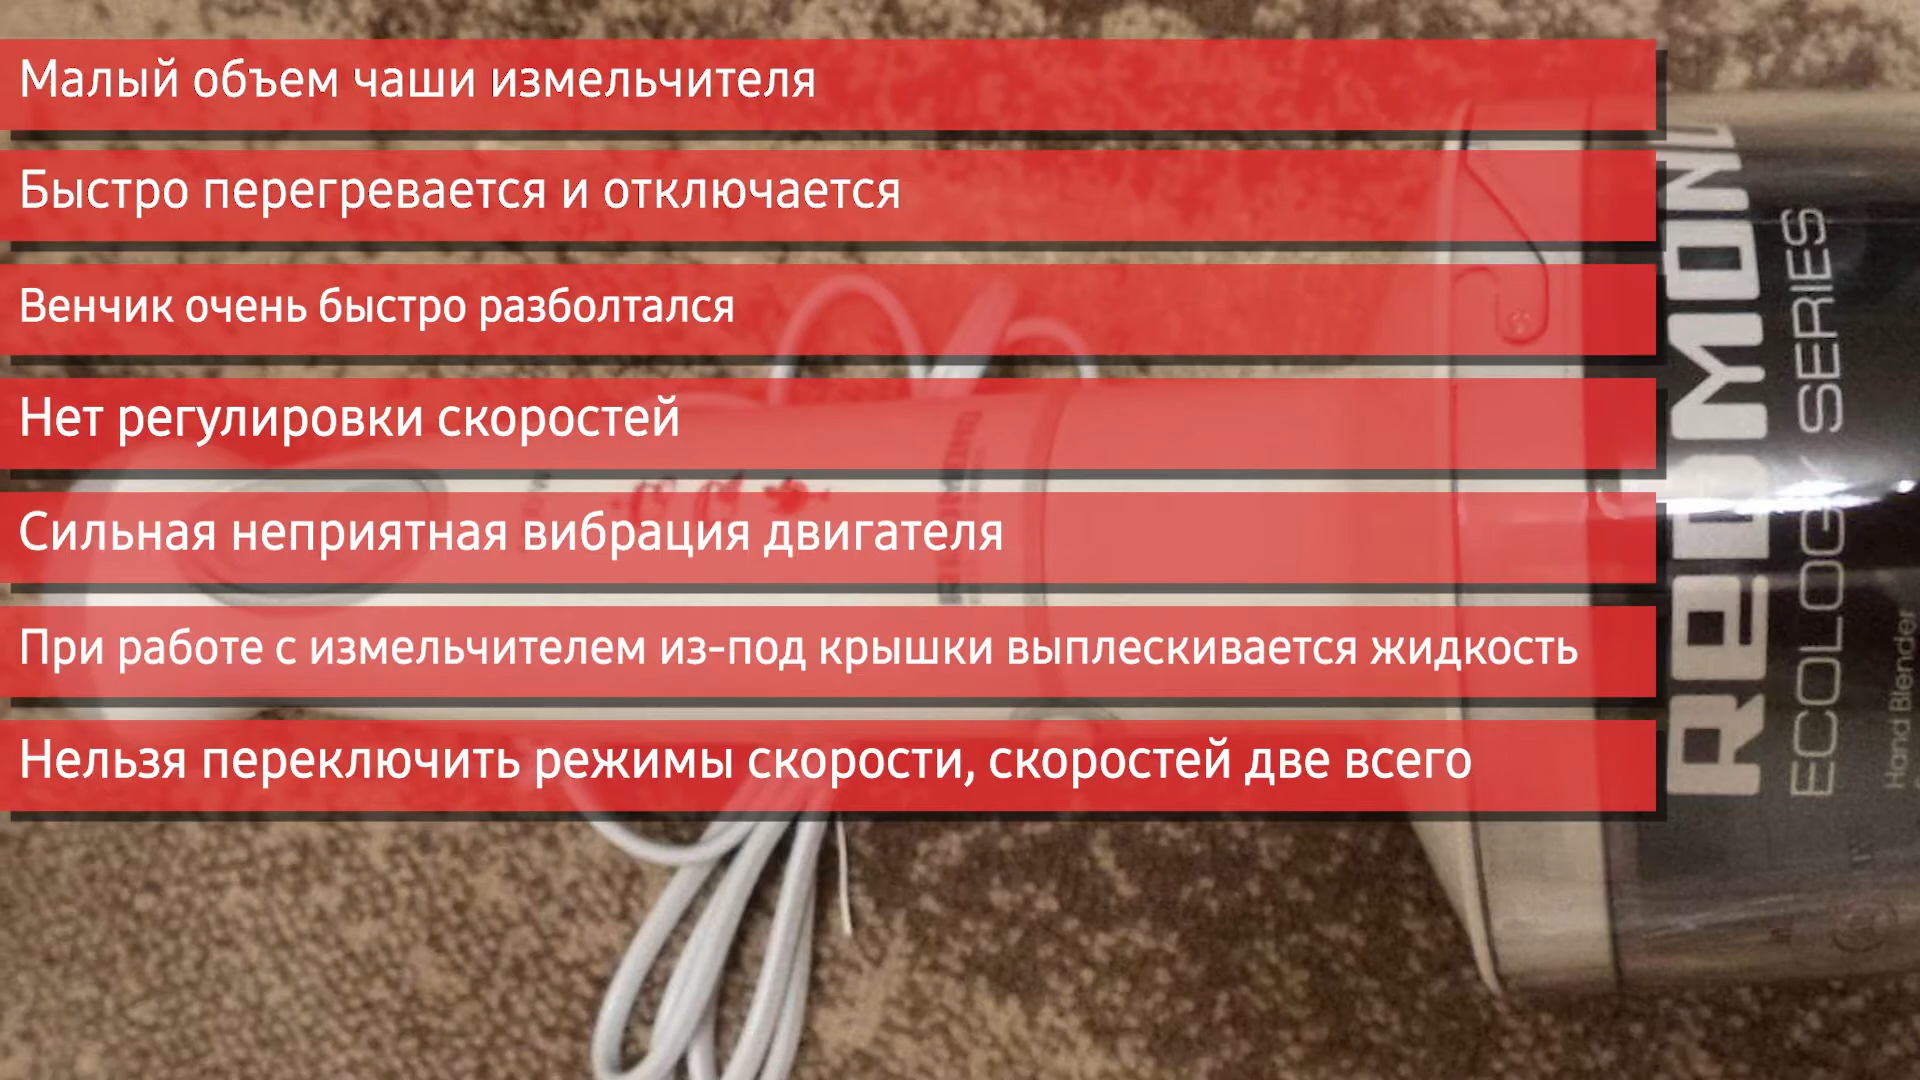 Малый объем чаши измельчителя
Быстро перегревается и отключается
Венчик очень быстро разболтался
Нет регулировки скоростей
Сильная неприятная вибрация двигателя
При работе с измельчителем из-под крышки выплескивается жидкость
Нельзя переключить режимы скорости, скоростей две всего
REDMOND
ECOLOGY SERIES
Hand Blender